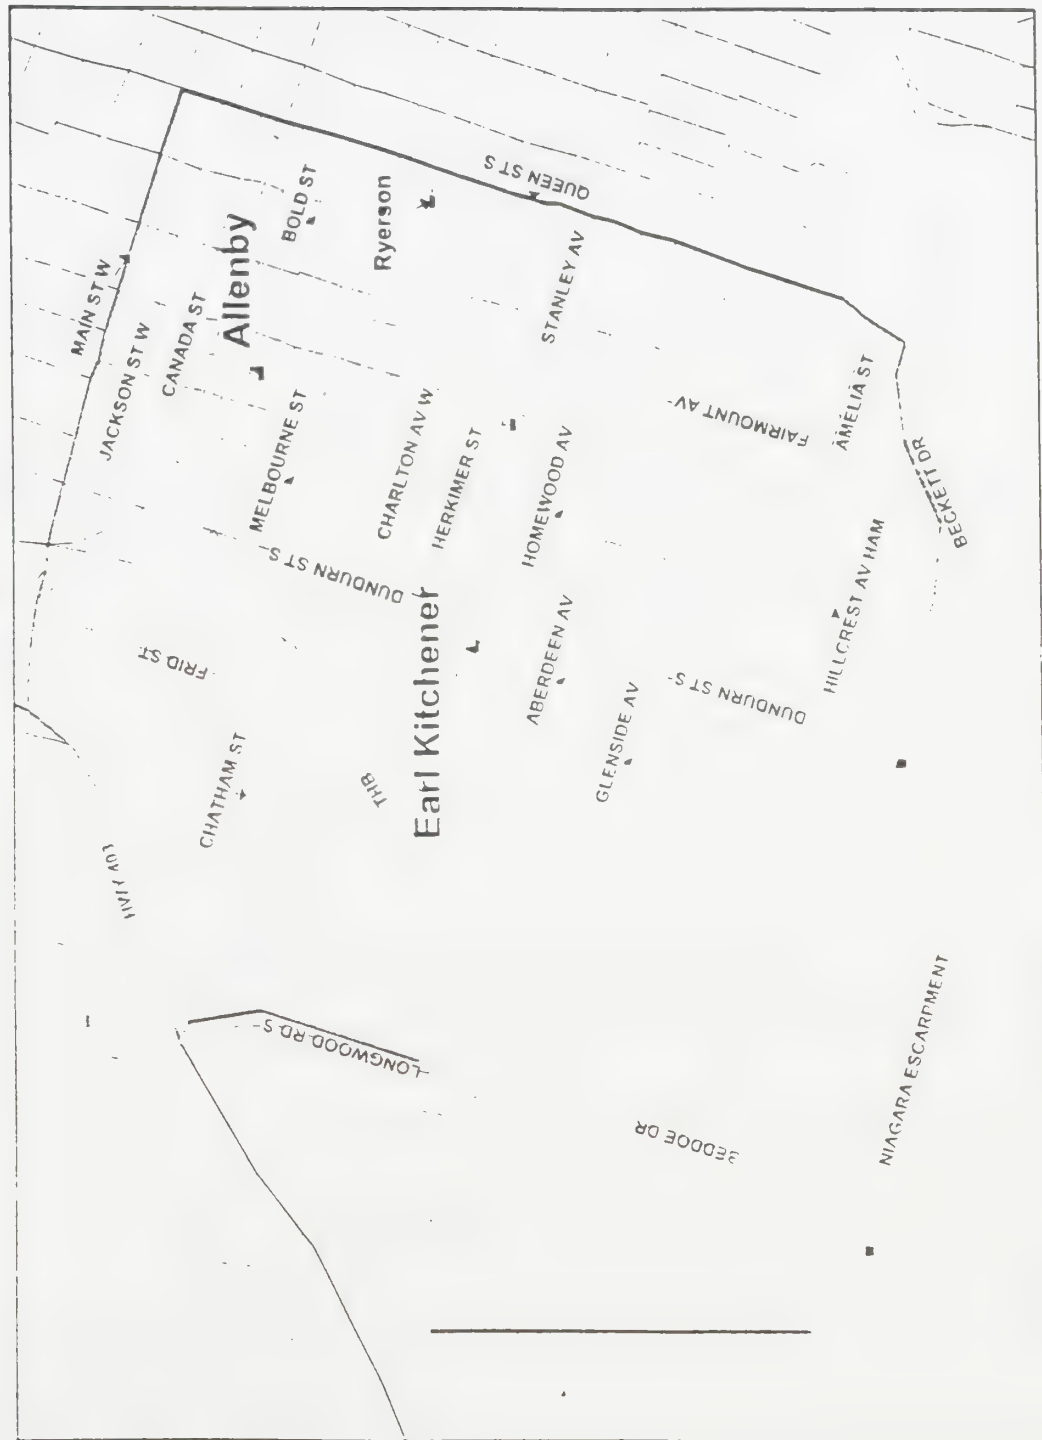 QUEEN ST S
BOLD ST
Ryerson
Allenby
MAIN ST W
JACKSON ST W
CANADA ST
STANLEY AV
MELBOURNE ST
CHARLTON AV W
HERKIMER ST
HOMEWOOD AV
FAIRMOUNT AV
AMELIA ST
BECKETT DR
DUNDURN ST S
Earl Kitchener
FRID ST
ABERDEEN AV
HILLCREST AV HAM
DUNDURN ST S
GLENSIDE AV
CHATHAM ST
THB
LONGWOOD RD S
BEDDOE DR
NIAGARA ESCARPMENT